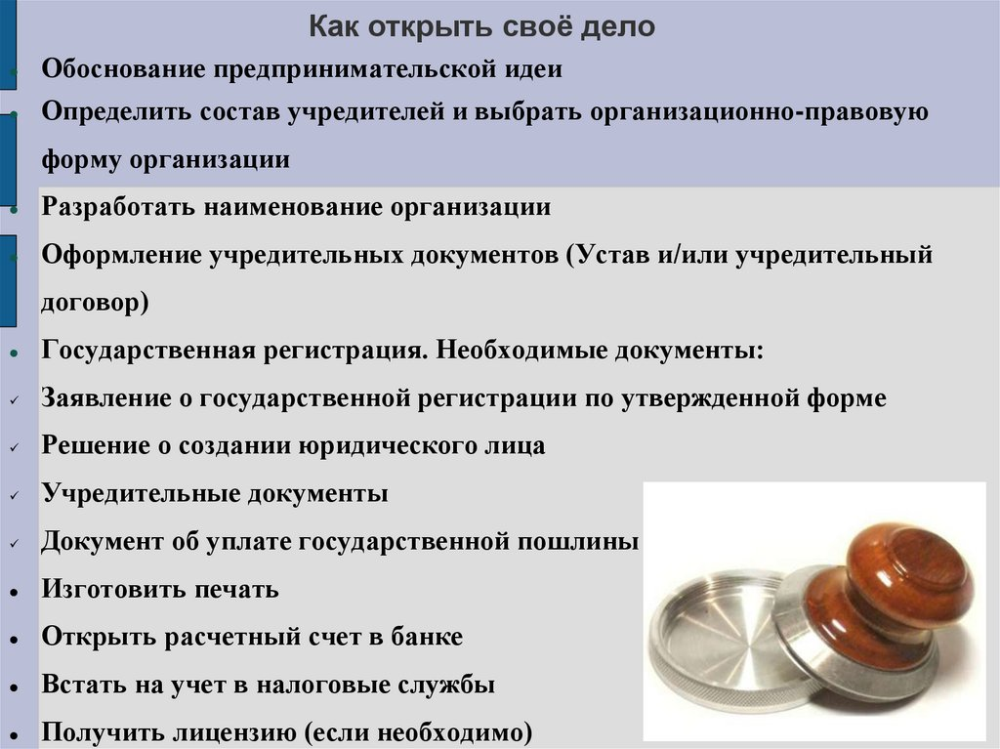 Как открыть своё дело
Обоснование предпринимательской идеи
Определить состав учредителей и выбрать организационно-правовую
форму организации
Разработать наименование организации
Оформление учредительных документов (Устав и/или учредительный
договор)
Государственная регистрация. Необходимые документы:
Заявление о государственной регистрации по утвержденной форме
Решение о создании юридического лица
Учредительные документы
Документ об уплате государственной пошлины
Изготовить печать
Открыть расчетный счет в банке
Встать на учет в налоговые службы
Получить лицензию (если необходимо)